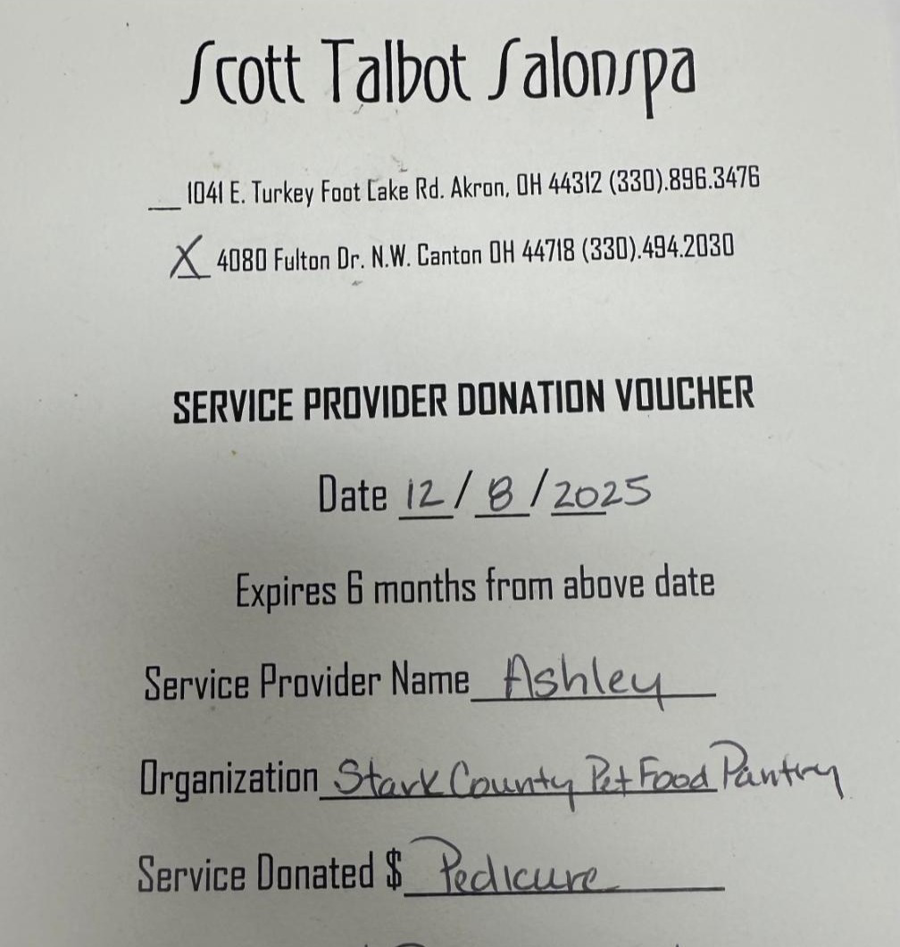 Scott Talbot Salonspa
__ 1041 E. Turkey Foot Lake Rd. Akron, OH 44312 (330).896.3476
X 4080 Fulton Dr. N.W. Canton OH 44718 (330).494.2030
SERVICE PROVIDER DONATION VOUCHER
Date 12 / 8 / 2025
Expires 6 months from above date
Service Provider Name Ashley
Organization Stark County Pet Food Pantry
Service Donated $ Pedicure